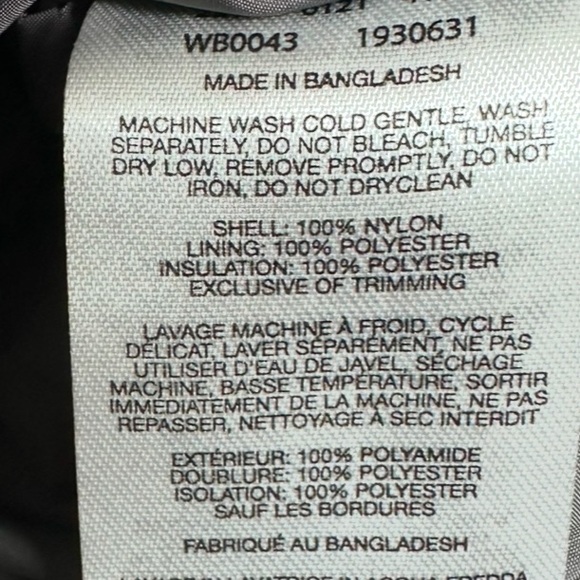 WB0043 1930631
MADE IN BANGLADESH
MACHINE WASH COLD GENTLE, WASH
SEPARATELY, DO NOT BLEACH, TUMBLE
DRY LOW, REMOVE PROMPTLY, DO NOT
IRON, DO NOT DRYCLEAN
SHELL: 100% NYLON
LINING: 100% POLYESTER
INSULATION: 100% POLYESTER
EXCLUSIVE OF TRIMMING
LAVAGE MACHINE À FROID, CYCLE
DÉLICAT, LAVER SÉPARÉMENT, NE PAS
UTILISER D'EAU DE JAVEL, SÉCHAGE
MACHINE, BASSE TEMPÉRATURE, SORTIR
IMMÉDIATEMENT DE LA MACHINE, NE PAS
REPASSER, NETTOYAGE À SEC INTERDIT
EXTÉRIEUR: 100% POLYAMIDE
DOUBLURE: 100% POLYESTER
ISOLATION: 100% POLYESTER
SAUF LES BORDURES
FABRIQUÉ AU BANGLADESH